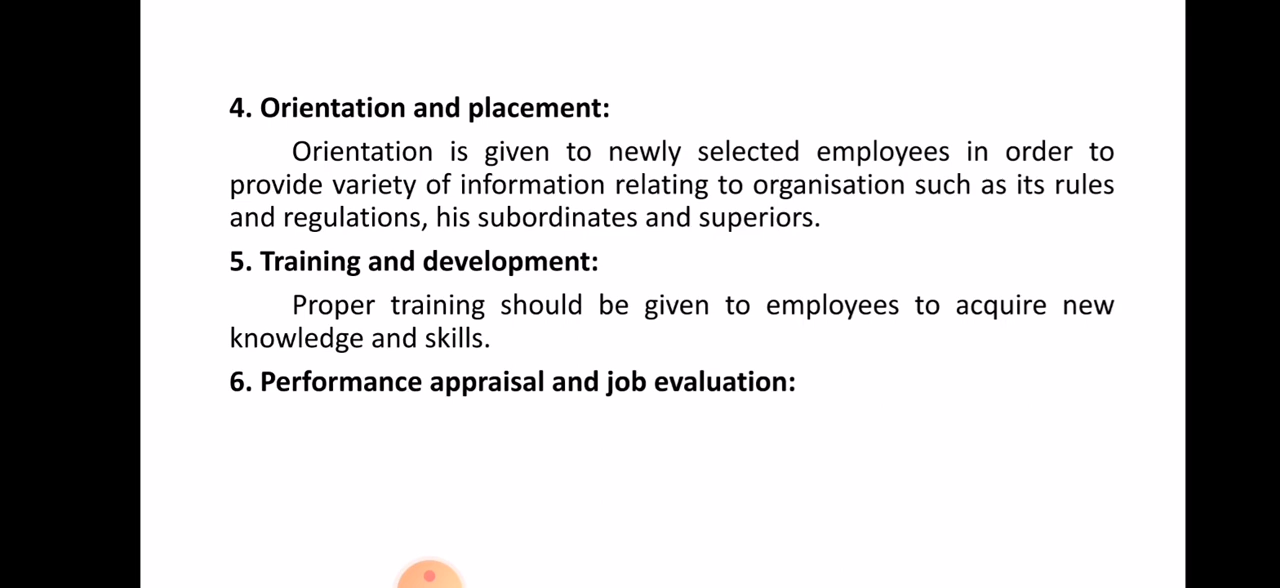 4. Orientation and placement:
Orientation is given to newly selected employees in order to
provide variety of information relating to organisation such as its rules
and regulations, his subordinates and superiors.
5. Training and development:
Proper training should be given to employees to acquire new
knowledge and skills.
6. Performance appraisal and job evaluation: